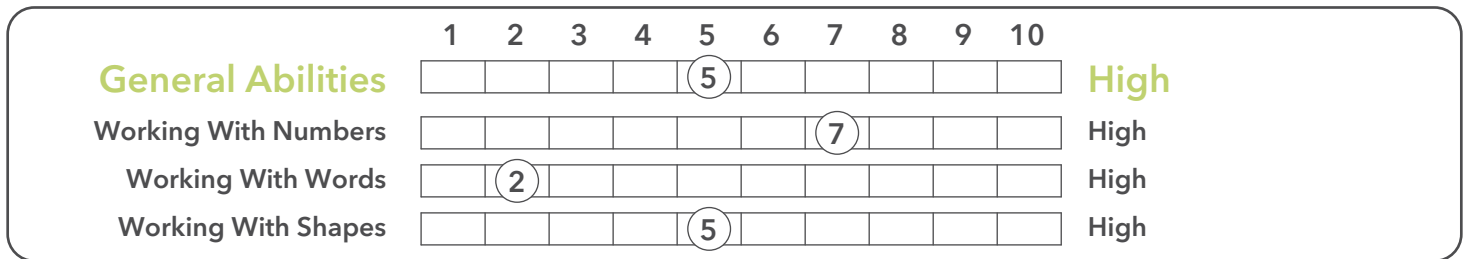 1 2 3 4 5 6 7 8 9 10
General Abilities 5 High
Working With Numbers 7 High
Working With Words 2 High
Working With Shapes 5 High